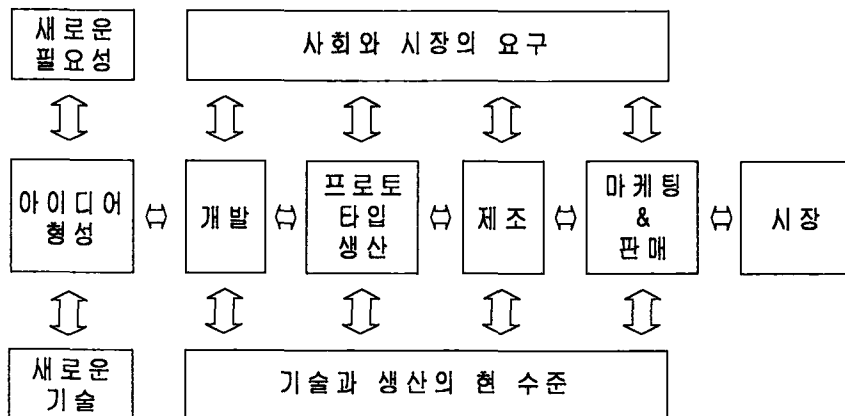 새로운
필요성
사회와 시장의 요구
아이디어
형성
개발
프로토
타입
생산
제조
마케팅
&
판매
시장
새로운
기술
기술과 생산의 현 수준